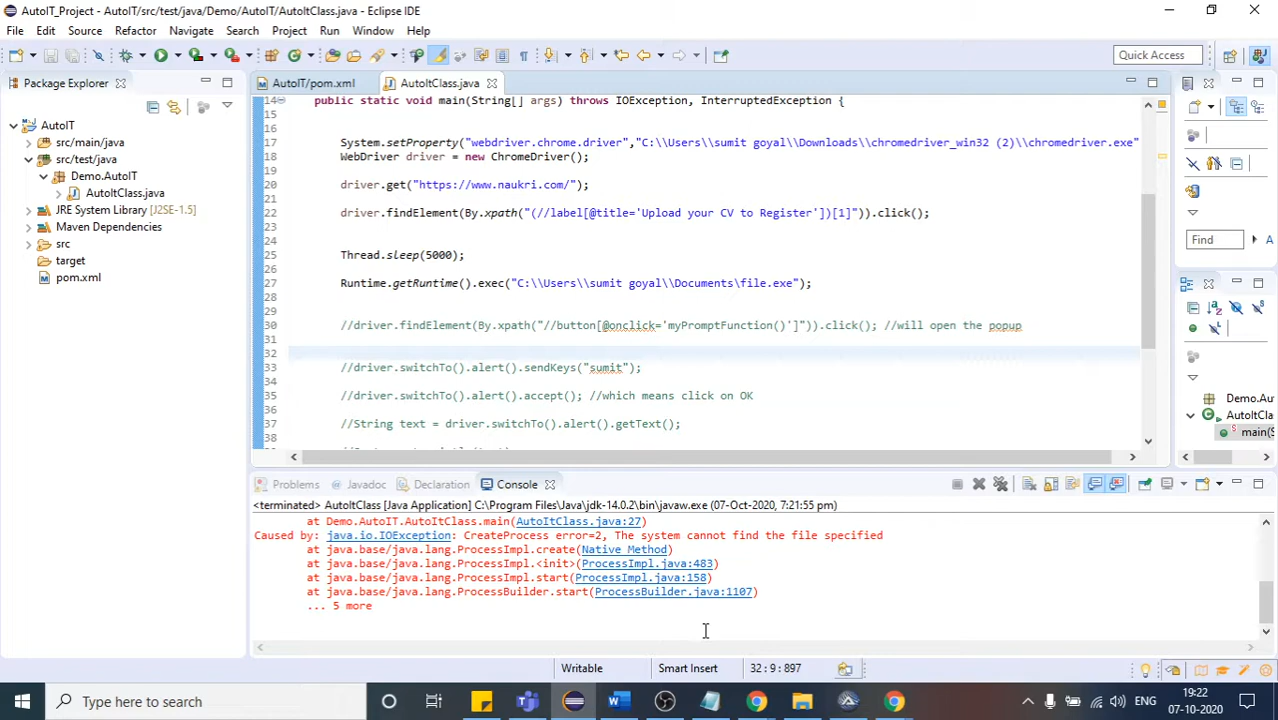 AutoIT_Project - AutoIT/src/test/java/Demo/AutoIT/AutoItClass.java - Eclipse IDE
File Edit Source Refactor Navigate Search Project Run Window Help
Quick Access
Package Explorer
AutoIT
src/main/java
src/test/java
Demo.AutoIT
AutoItClass.java
JRE System Library [J2SE-1.5]
Maven Dependencies
src
target
pom.xml
AutoIT/pom.xml AutoItClass.java
14 public static void main(String[] args) throws IOException, InterruptedException {
15
16
17 System.setProperty("webdriver.chrome.driver","C:\\Users\\sumit goyal\\Downloads\\chromedriver_win32 (2)\\chromedriver.exe"
18 WebDriver driver = new ChromeDriver();
19
20 driver.get("https://www.naukri.com/");
21
22 driver.findElement(By.xpath("(//label[@title='Upload your CV to Register'])[1]")).click();
23
24
25 Thread.sleep(5000);
26
27 Runtime.getRuntime().exec("C:\\Users\\sumit goyal\\Documents\\file.exe");
28
29
30 //driver.findElement(By.xpath("//button[@onclick='myPromptFunction()']")).click(); //will open the popup
31
32
33 //driver.switchTo().alert().sendKeys("sumit");
34
35 //driver.switchTo().alert().accept(); //which means click on OK
36
37 //String text = driver.switchTo().alert().getText();
38
Find A
Demo.AutoI
AutoItCla
main(S
Problems Javadoc Declaration Console
<terminated> AutoItClass [Java Application] C:\Program Files\Java\jdk-14.0.2\bin\javaw.exe (07-Oct-2020, 7:21:55 pm)
at Demo.AutoIT.AutoItClass.main(AutoItClass.java:27)
Caused by: java.io.IOException: CreateProcess error=2, The system cannot find the file specified
at java.base/java.lang.ProcessImpl.create(Native Method)
at java.base/java.lang.ProcessImpl.<init>(ProcessImpl.java:483)
at java.base/java.lang.ProcessImpl.start(ProcessImpl.java:158)
at java.base/java.lang.ProcessBuilder.start(ProcessBuilder.java:1107)
... 5 more
Writable Smart Insert 32 : 9 : 897
Type here to search
ENG
19:22
07-10-2020